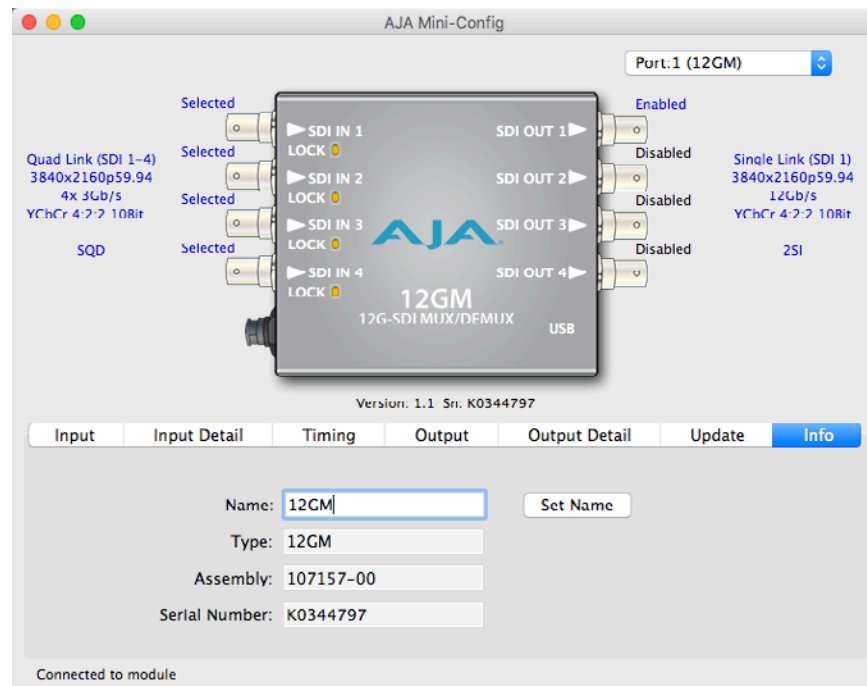 AJA Mini-Config
Port:1 (12GM)
Selected
Enabled
SDI IN 1
SDI OUT 1
LOCK
Quad Link (SDI 1-4)
3840x2160p59.94
4x 3Gb/s
YCbCr 4:2:2 10Bit
SQD
Selected
SDI IN 2
SDI OUT 2
LOCK
Disabled
Single Link (SDI 1)
3840x2160p59.94
12Gb/s
YCbCr 4:2:2 10Bit
2SI
Selected
SDI IN 3
SDI OUT 3
LOCK
Disabled
AJA
Selected
SDI IN 4
SDI OUT 4
LOCK
Disabled
12GM
12G-SDI MUX/DEMUX
USB
Version: 1.1 Sn: K0344797
Input
Input Detail
Timing
Output
Output Detail
Update
Info
Name: 12GM
Set Name
Type: 12GM
Assembly: 107157-00
Serial Number: K0344797
Connected to module